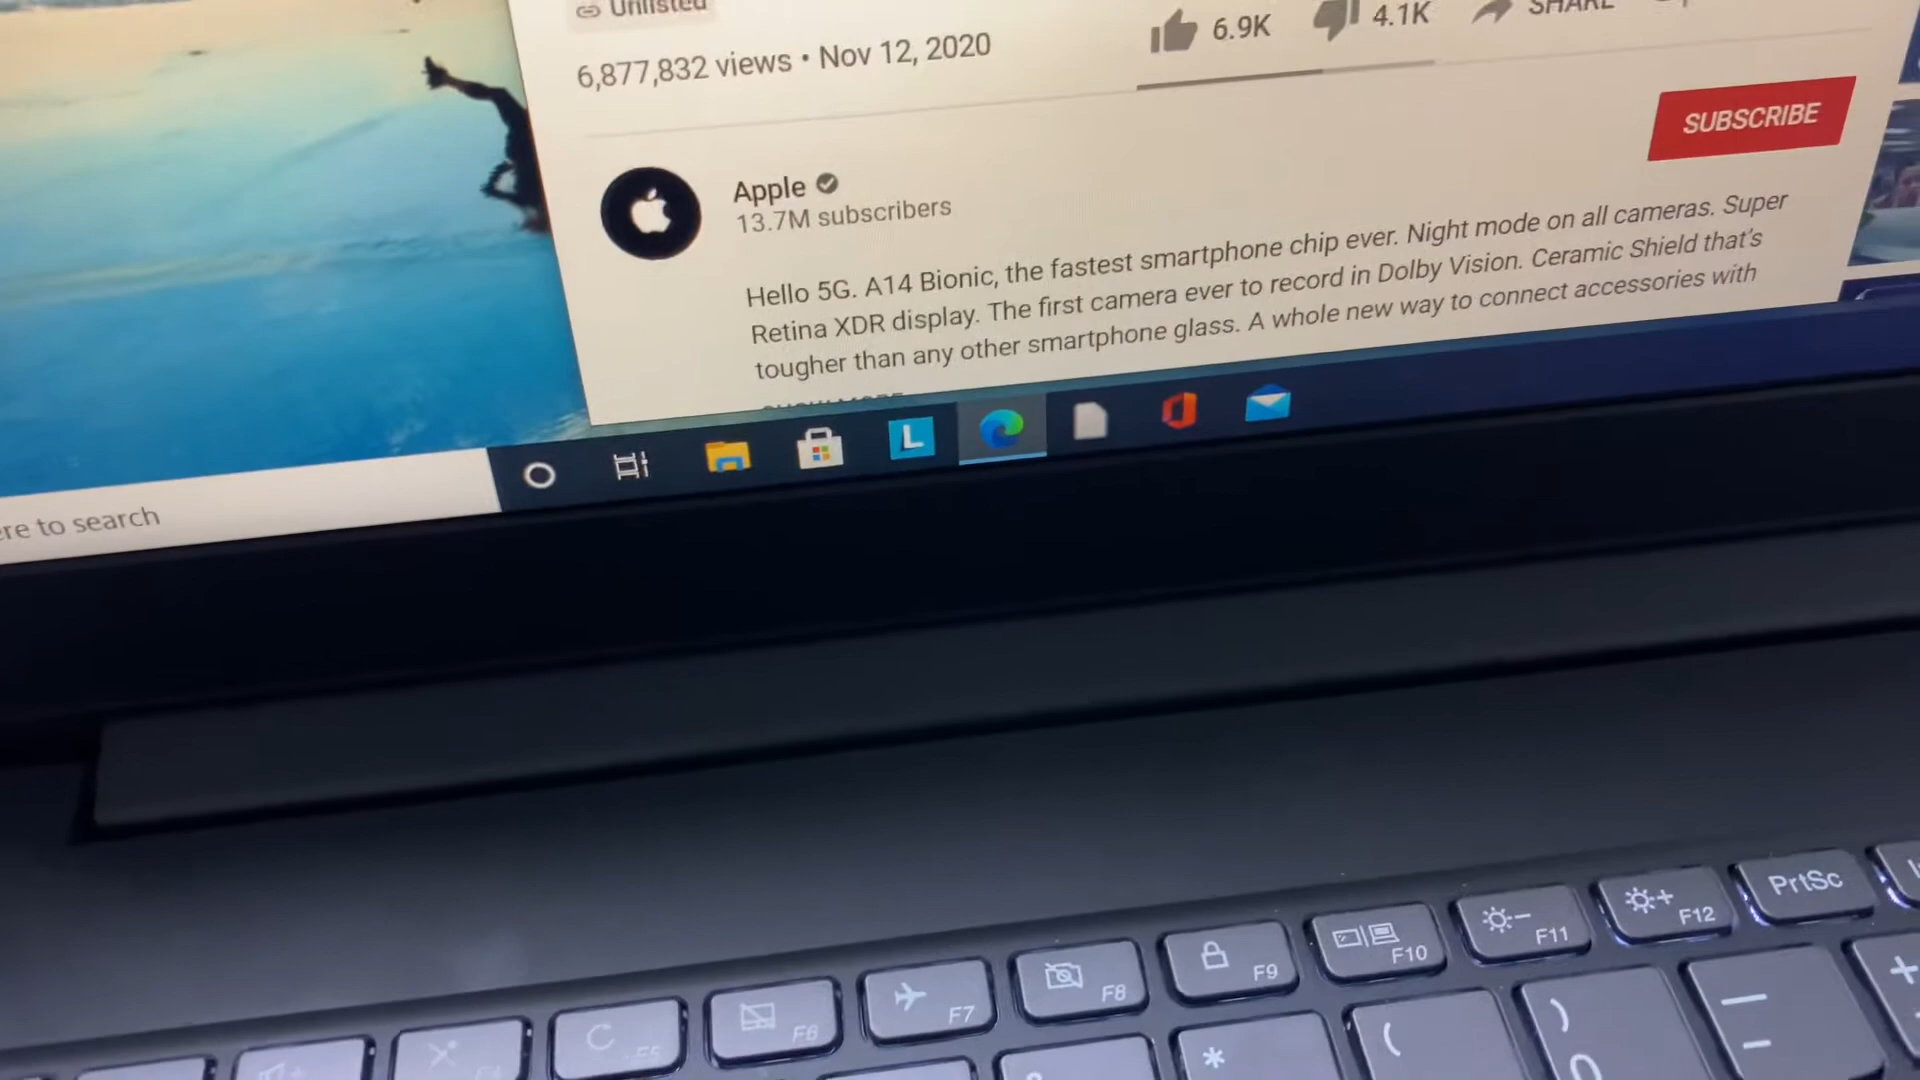 Unlisted
6,877,832 views • Nov 12, 2020
6.9K
4.1K
SHARE
SUBSCRIBE
Apple
13.7M subscribers
Hello 5G. A14 Bionic, the fastest smartphone chip ever. Night mode on all cameras. Super
Retina XDR display. The first camera ever to record in Dolby Vision. Ceramic Shield that's
tougher than any other smartphone glass. A whole new way to connect accessories with
L
to search
F5
F6
F7
F8
F9
F10
F11
F12
PrtSc
*
(
)
0